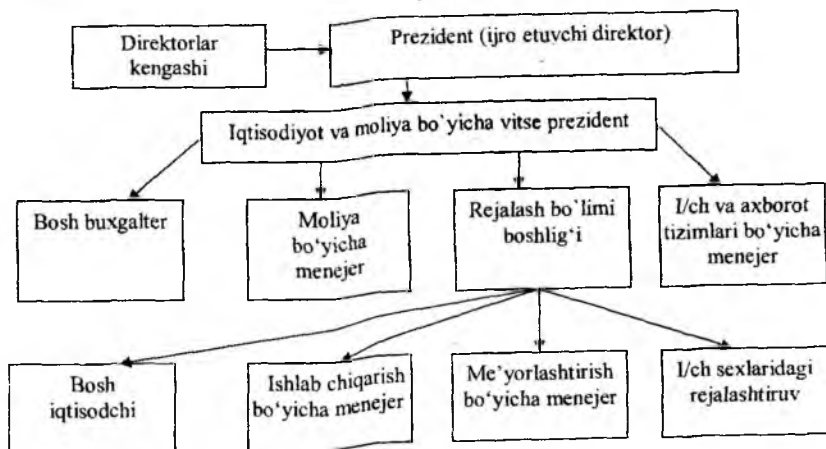 Direktorlar
kengashi
Prezident (ijro etuvchi direktor)
Iqtisodiyot va moliya bo`yicha vitse prezident
Bosh buxgalter
Moliya
bo‘yicha
menejer
Rejalash bo`limi
boshlig‘i
I/ch va axborot
tizimlari bo‘yicha
menejer
Bosh
iqtisodchi
Ishlab chiqarish
bo‘yicha menejer
Me’yorlashtirish
bo‘yicha menejer
I/ch sexlaridagi
rejalashtiruv